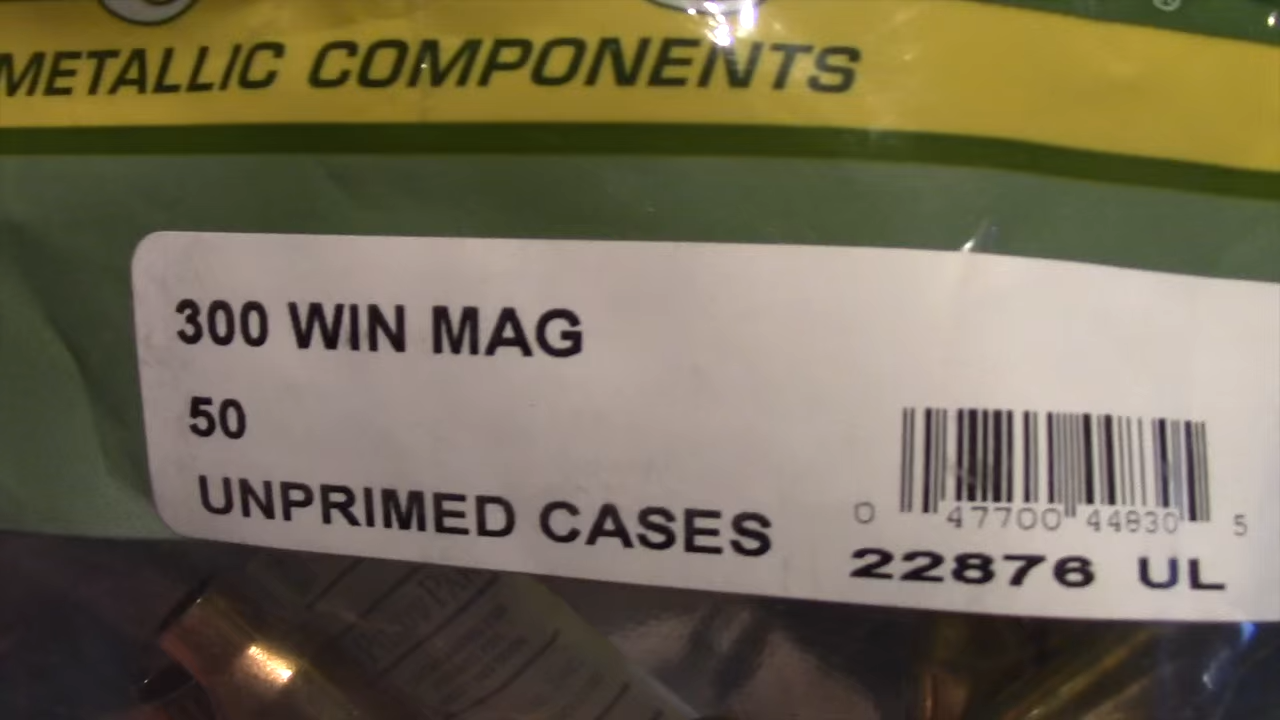 METALLIC COMPONENTS
300 WIN MAG
50
UNPRIMED CASES
0 47700 44830 5
22876 UL